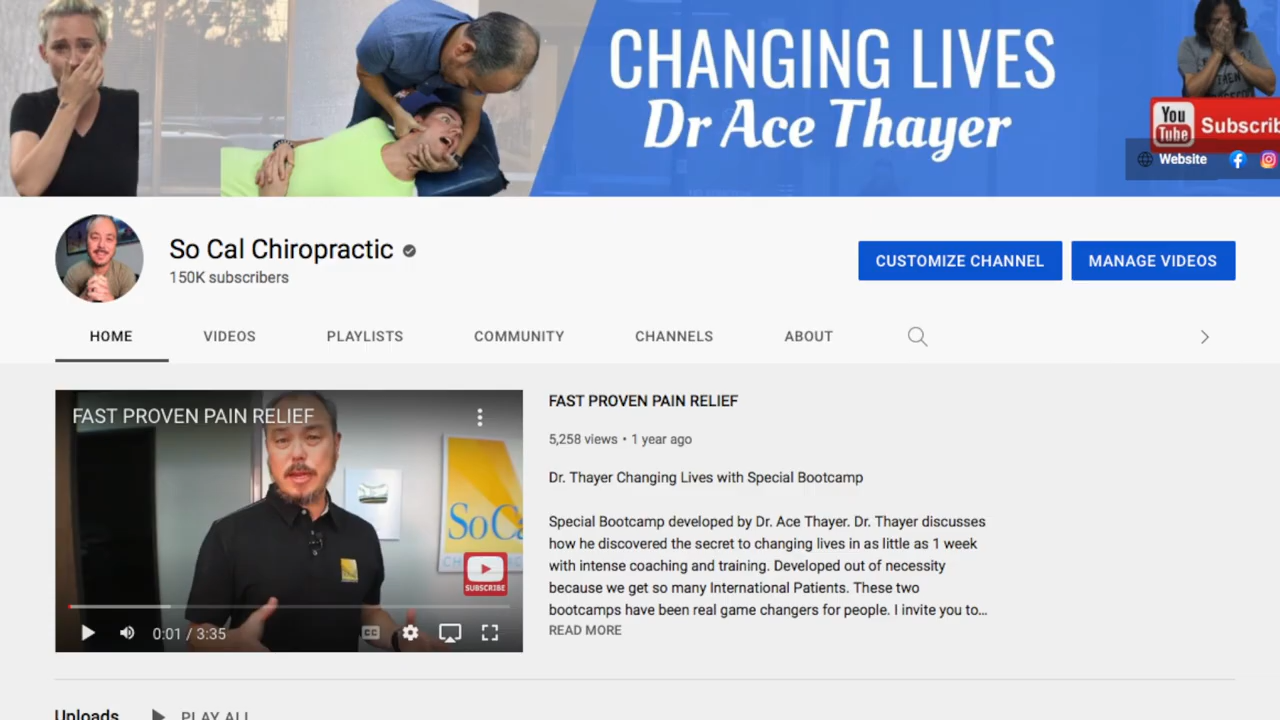 CHANGING LIVES
Dr Ace Thayer
You
Tube
Website
So Cal Chiropractic
150K subscribers
CUSTOMIZE CHANNEL
MANAGE VIDEOS
HOME
VIDEOS
PLAYLISTS
COMMUNITY
CHANNELS
ABOUT
FAST PROVEN PAIN RELIEF
SoC
SUBSCRIBE
0:01 / 3:35
CC
FAST PROVEN PAIN RELIEF
5,258 views • 1 year ago
Dr. Thayer Changing Lives with Special Bootcamp
Special Bootcamp developed by Dr. Ace Thayer. Dr. Thayer discusses
how he discovered the secret to changing lives in as little as 1 week
with intense coaching and training. Developed out of necessity
because we get so many International Patients. These two
bootcamps have been real game changers for people. I invite you to...
READ MORE
Uploads
PLAY ALL